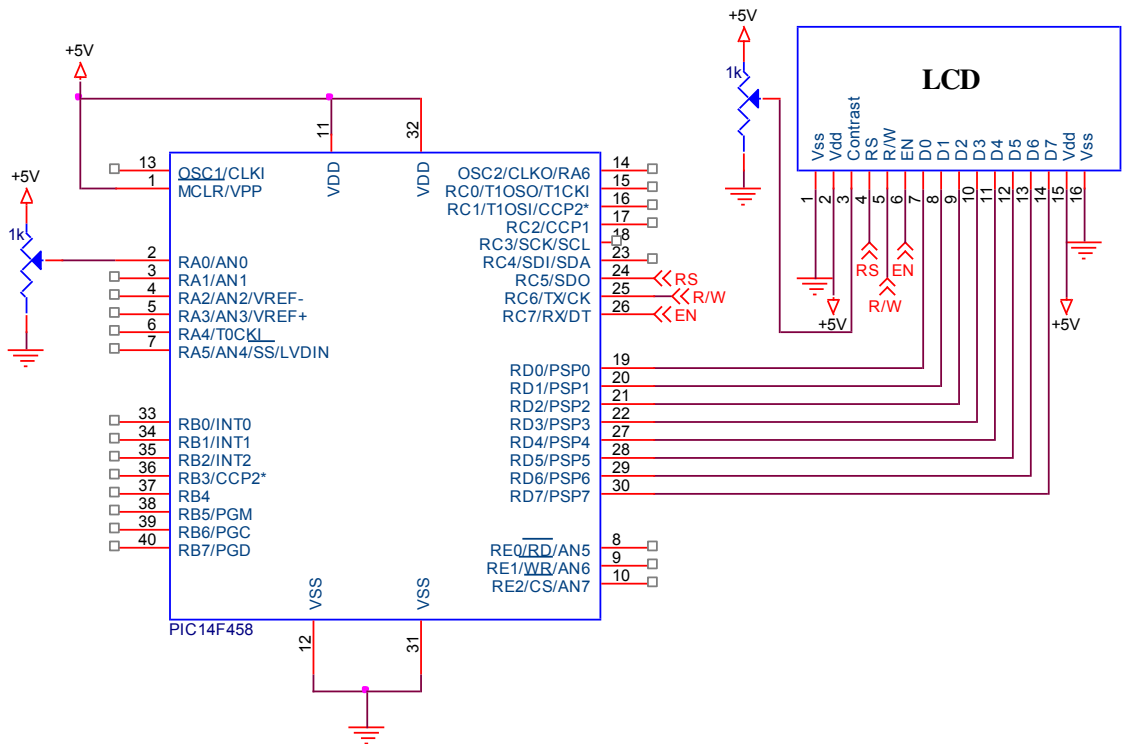 +5V
1k
LCD
Vss
Vdd
Contrast
RS
R/W
EN
D0
D1
D2
D3
D4
D5
D6
D7
Vdd
Vss
1
2
3
4
5
6
7
8
9
10
11
12
13
14
15
16
RS
EN
R/W
+5V
+5V
+5V
11
32
VDD
VDD
13 OSC1/CLKI
1 MCLR/VPP
+5V
1k
2 RA0/AN0
3 RA1/AN1
4 RA2/AN2/VREF-
5 RA3/AN3/VREF+
6 RA4/T0CKI
7 RA5/AN4/SS/LVDIN
33 RB0/INT0
34 RB1/INT1
35 RB2/INT2
36 RB3/CCP2*
37 RB4
38 RB5/PGM
39 RB6/PGC
40 RB7/PGD
OSC2/CLKO/RA6 14
RC0/T1OSO/T1CKI 15
RC1/T1OSI/CCP2* 16
RC2/CCP1 17
RC3/SCK/SCL 18
RC4/SDI/SDA 23
RC5/SDO 24 RS
RC6/TX/CK 25 R/W
RC7/RX/DT 26 EN
RD0/PSP0 19
RD1/PSP1 20
RD2/PSP2 21
RD3/PSP3 22
RD4/PSP4 27
RD5/PSP5 28
RD6/PSP6 29
RD7/PSP7 30
RE0/RD/AN5 8
RE1/WR/AN6 9
RE2/CS/AN7 10
VSS
VSS
PIC14F458
12
31